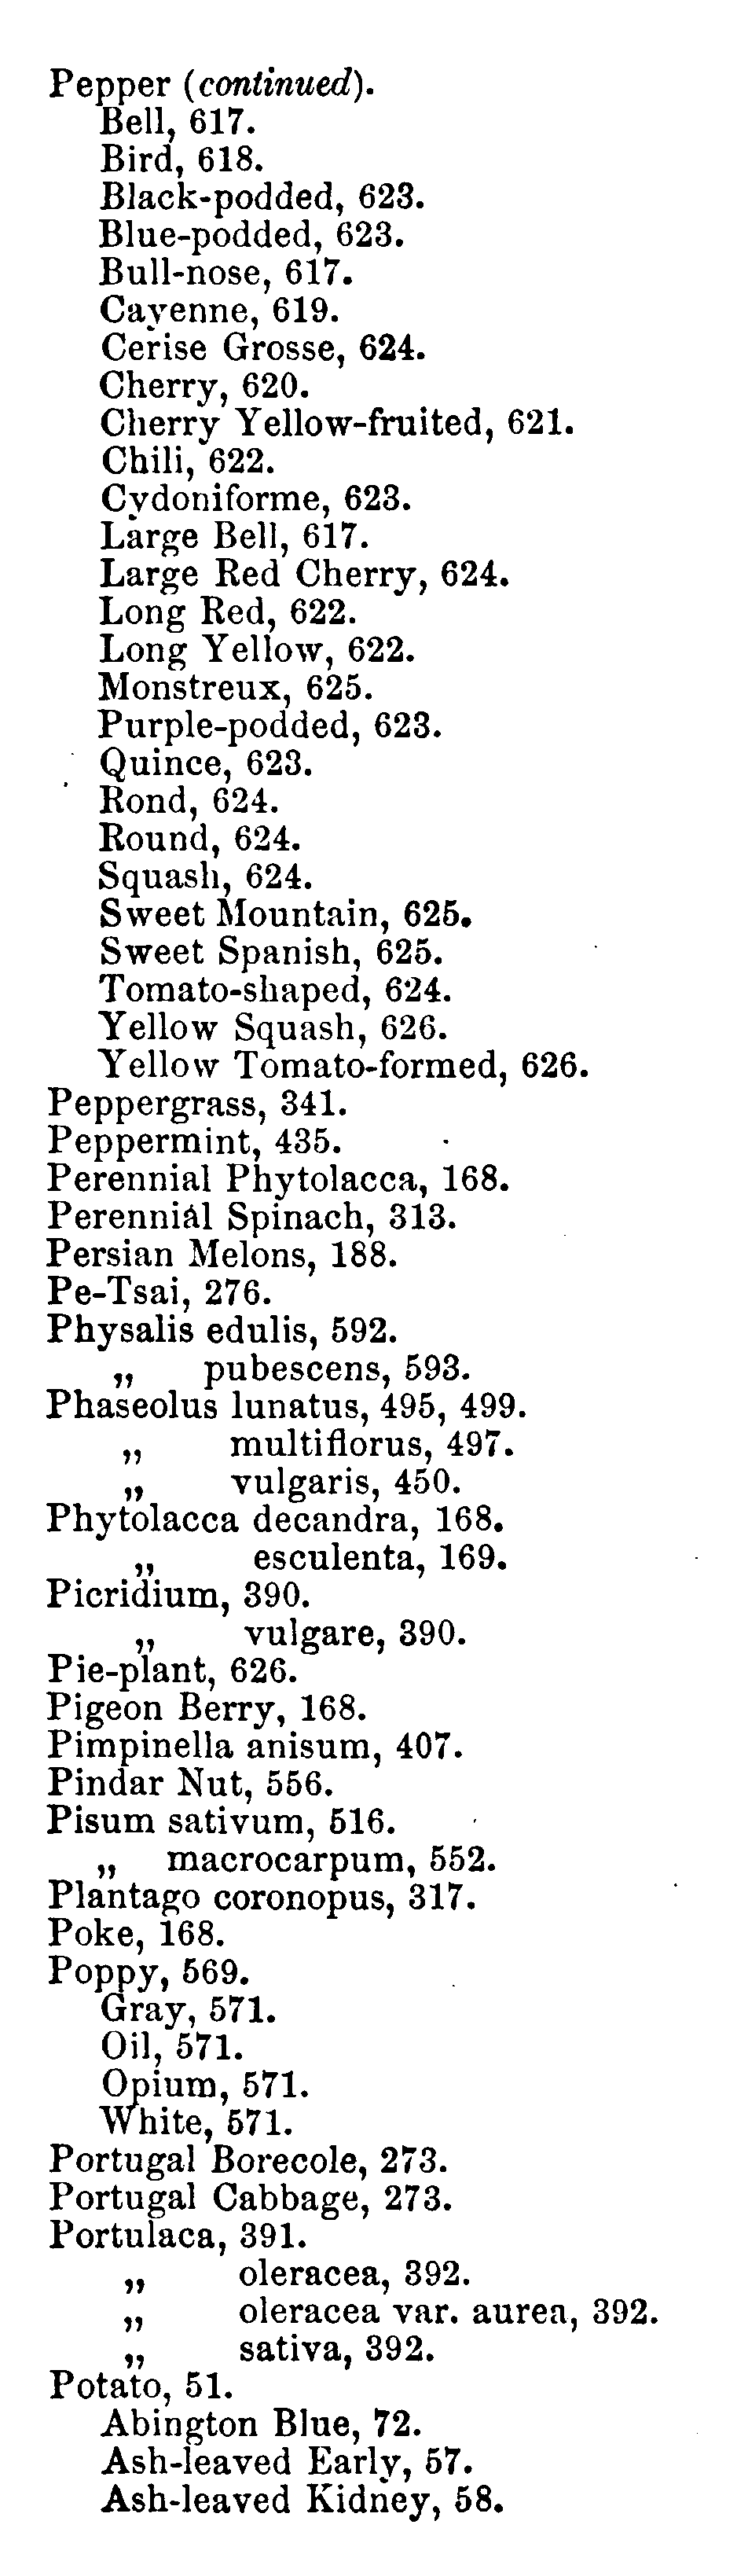 Pepper (continued).
Bell, 617.
Bird, 618.
Black-podded, 623.
Blue-podded, 623.
Bull-nose, 617.
Cayenne, 619.
Cerise Grosse, 624.
Cherry, 620.
Cherry Yellow-fruited, 621.
Chili, 622.
Cydoniforme, 623.
Large Bell, 617.
Large Red Cherry, 624.
Long Red, 622.
Long Yellow, 622.
Monstreux, 625.
Purple-podded, 623.
Quince, 623.
Rond, 624.
Round, 624.
Squash, 624.
Sweet Mountain, 625.
Sweet Spanish, 625.
Tomato-shaped, 624.
Yellow Squash, 626.
Yellow Tomato-formed, 626.
Peppergrass, 341.
Peppermint, 435.
Perennial Phytolacca, 168.
Perennial Spinach, 313.
Persian Melons, 188.
Pe-Tsai, 276.
Physalis edulis, 592.
„ pubescens, 593.
Phaseolus lunatus, 495, 499.
„ multiflorus, 497.
„ vulgaris, 450.
Phytolacca decandra, 168.
„ esculenta, 169.
Picridium, 390.
„ vulgare, 390.
Pie-plant, 626.
Pigeon Berry, 168.
Pimpinella anisum, 407.
Pindar Nut, 556.
Pisum sativum, 516.
„ macrocarpum, 552.
Plantago coronopus, 317.
Poke, 168.
Poppy, 569.
Gray, 571.
Oil, 571.
Opium, 571.
White, 571.
Portugal Borecole, 273.
Portugal Cabbage, 273.
Portulaca, 391.
„ oleracea, 392.
„ oleracea var. aurea, 392.
„ sativa, 392.
Potato, 51.
Abington Blue, 72.
Ash-leaved Early, 57.
Ash-leaved Kidney, 58.